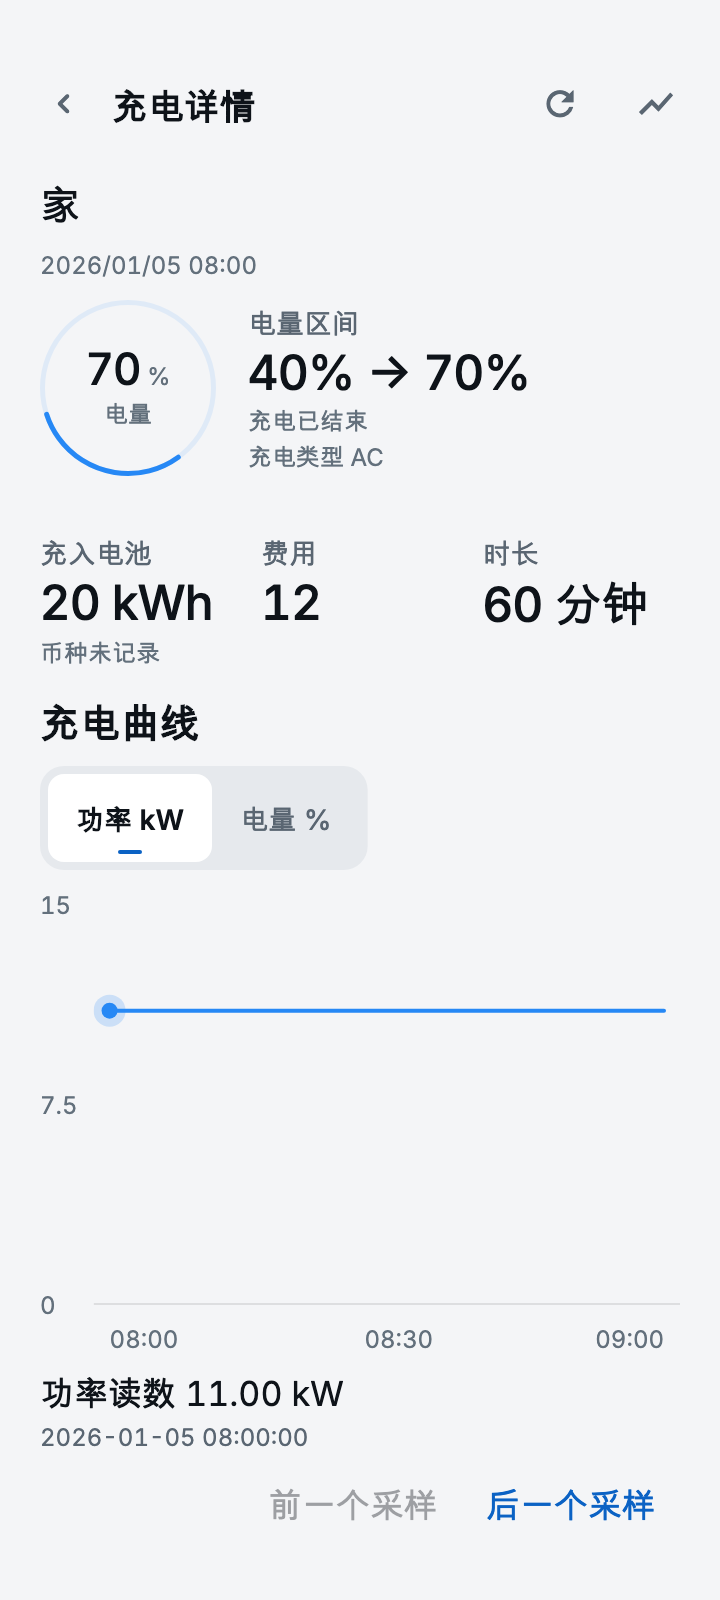 充电详情
家
2026/01/05 08:00
70 %
电量
电量区间
40% → 70%
充电已结束
充电类型 AC
充入电池
20 kWh
币种未记录
费用
12
时长
60 分钟
充电曲线
功率 kW
电量 %
15
7.5
0
08:00 08:30 09:00
功率读数 11.00 kW
2026-01-05 08:00:00
前一个采样 后一个采样